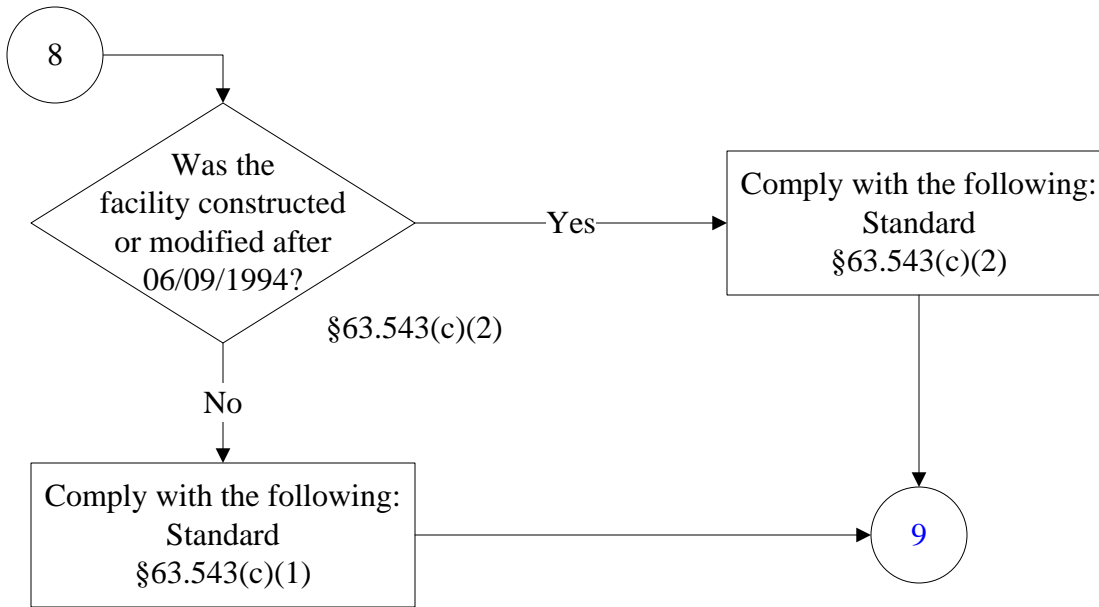 8
Was the
facility constructed
or modified after
06/09/1994?
§63.543(c)(2)
Yes
Comply with the following:
Standard
§63.543(c)(2)
No
Comply with the following:
Standard
§63.543(c)(1)
9